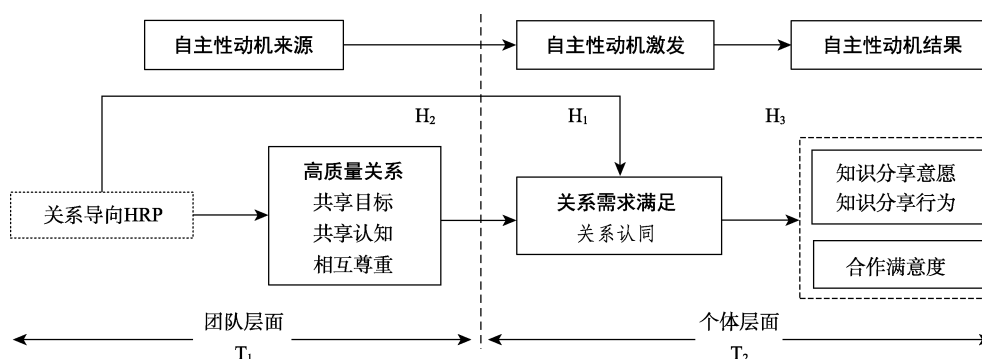 自主性动机来源
自主性动机激发
自主性动机结果
H₂
H₁
H₃
关系导向HRP
高质量关系
共享目标
共享认知
相互尊重
关系需求满足
关系认同
知识分享意愿
知识分享行为
合作满意度
团队层面
T₁
个体层面
T₂